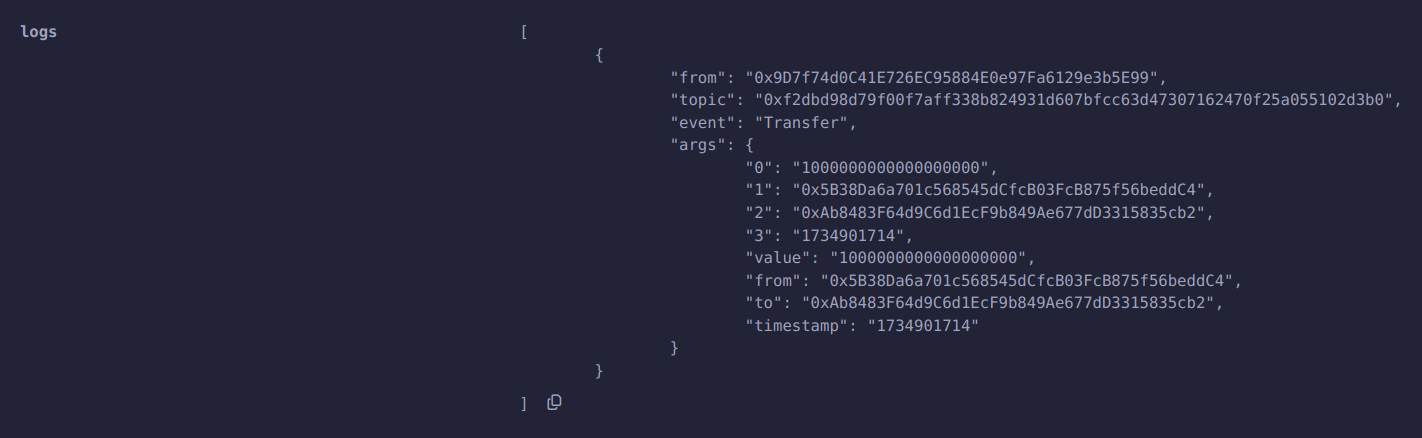 logs [
{
"from": "0x9D7f74d0C41E726EC95884E0e97Fa6129e3b5E99",
"topic": "0xf2dbd98d79f00f7aff338b824931d607bfcc63d47307162470f25a055102d3b0",
"event": "Transfer",
"args": {
"0": "1000000000000000000",
"1": "0x5B38Da6a701c568545dCfcB03FcB875f56beddC4",
"2": "0xAb8483F64d9C6d1EcF9b849Ae677dD3315835cb2",
"3": "1734901714",
"value": "1000000000000000000",
"from": "0x5B38Da6a701c568545dCfcB03FcB875f56beddC4",
"to": "0xAb8483F64d9C6d1EcF9b849Ae677dD3315835cb2",
"timestamp": "1734901714"
}
}
]